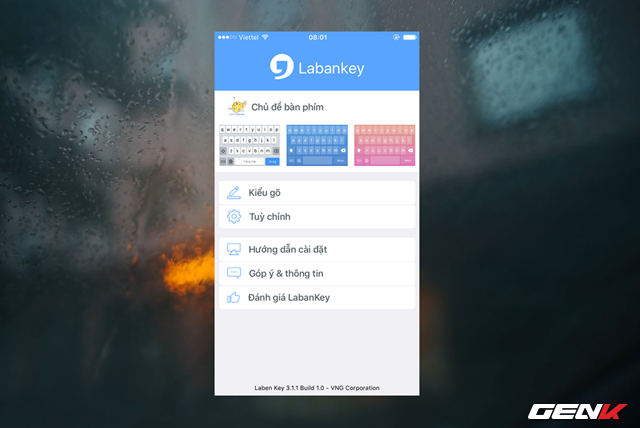 Viettel 08:01
Labankey
Chủ đề bàn phím
q w e r t y u i o p
a s d f g h j k l
z x c v b n m
Kiểu gõ
Tuỳ chỉnh
Hướng dẫn cài đặt
Góp ý & thông tin
Đánh giá LabanKey
Laben Key 3.1.1 Build 1.0 - VNG Corporation
GENK